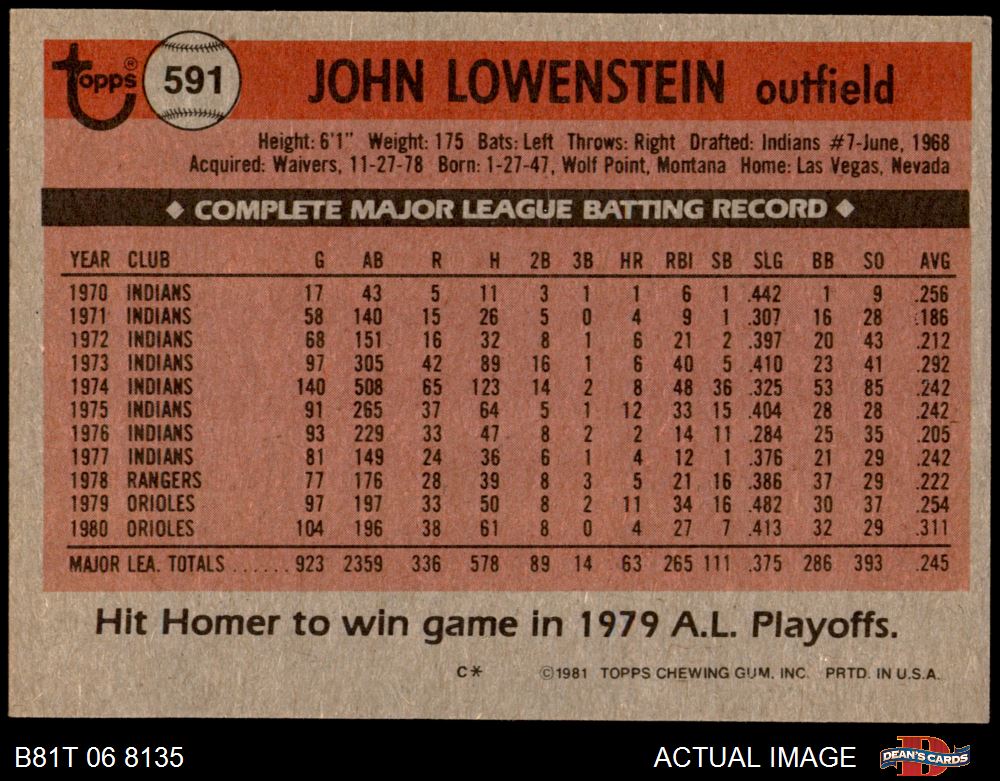 Topps® 591 JOHN LOWENSTEIN outfield
Height: 6'1" Weight: 175 Bats: Left Throws: Right Drafted: Indians #7-June, 1968
Acquired: Waivers, 11-27-78 Born: 1-27-47, Wolf Point, Montana Home: Las Vegas, Nevada
◆ COMPLETE MAJOR LEAGUE BATTING RECORD ◆
YEAR CLUB G AB R H 2B 3B HR RBI SB SLG BB SO AVG
1970 INDIANS 17 43 5 11 3 1 1 6 1 .442 1 9 .256
1971 INDIANS 58 140 15 26 5 0 4 9 1 .307 16 28 .186
1972 INDIANS 68 151 16 32 8 1 6 21 2 .397 20 43 .212
1973 INDIANS 97 305 42 89 16 1 6 40 5 .410 23 41 .292
1974 INDIANS 140 508 65 123 14 2 8 48 36 .325 53 85 .242
1975 INDIANS 91 265 37 64 5 1 12 33 15 .404 28 28 .242
1976 INDIANS 93 229 33 47 8 2 2 14 11 .284 25 35 .205
1977 INDIANS 81 149 24 36 6 1 4 12 1 .376 21 29 .242
1978 RANGERS 77 176 28 39 8 3 5 21 16 .386 37 29 .222
1979 ORIOLES 97 197 33 50 8 2 11 34 16 .482 30 37 .254
1980 ORIOLES 104 196 38 61 8 0 4 27 7 .413 32 29 .311
MAJOR LEA. TOTALS ...... 923 2359 336 578 89 14 63 265 111 .375 286 393 .245
Hit Homer to win game in 1979 A.L. Playoffs.
C* ©1981 TOPPS CHEWING GUM, INC. PRTD. IN U.S.A.
B81T 06 8135 ACTUAL IMAGE DEAN'S CARDS